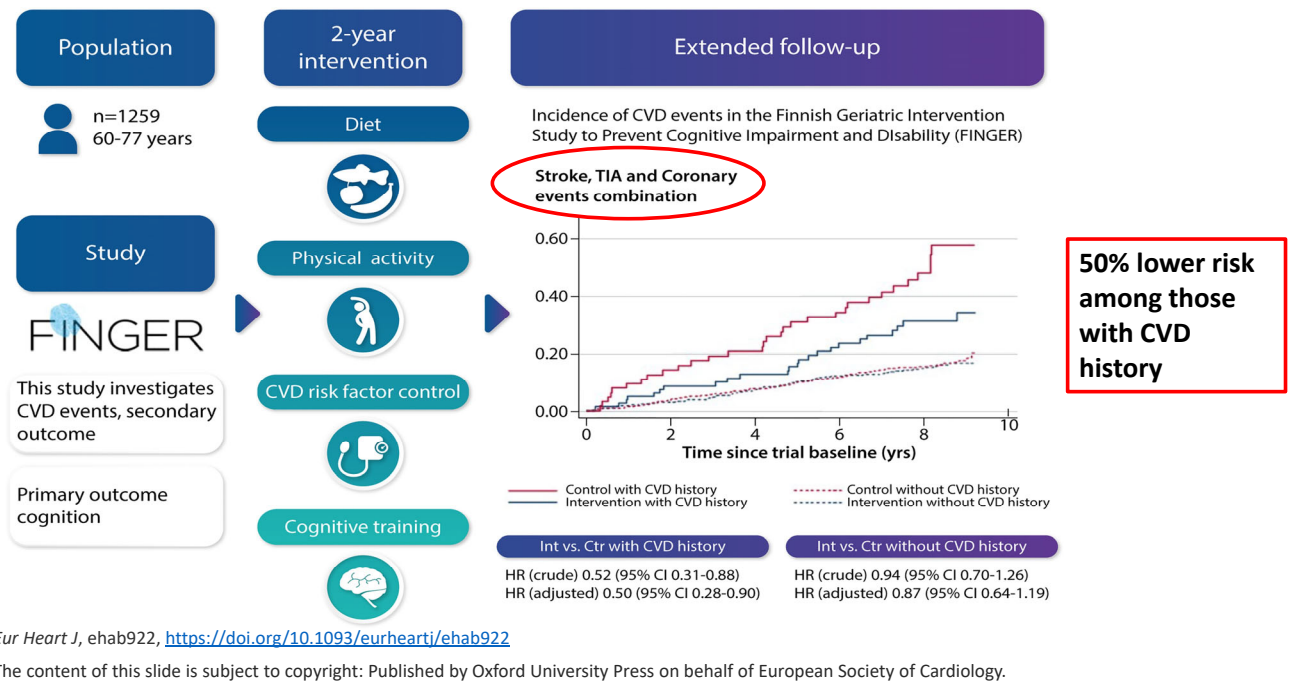 Population
n=1259
60-77 years
Study
FINGER
This study investigates
CVD events, secondary
outcome
Primary outcome
cognition
2-year
intervention
Diet
Physical activity
CVD risk factor control
Cognitive training
Extended follow-up
Incidence of CVD events in the Finnish Geriatric Intervention
Study to Prevent Cognitive Impairment and DIsability (FINGER)
Stroke, TIA and Coronary
events combination
0.60
0.40
0.20
0.00
0 2 4 6 8 10
Time since trial baseline (yrs)
Control with CVD history
Intervention with CVD history
Control without CVD history
Intervention without CVD history
Int vs. Ctr with CVD history
HR (crude) 0.52 (95% CI 0.31-0.88)
HR (adjusted) 0.50 (95% CI 0.28-0.90)
Int vs. Ctr without CVD history
HR (crude) 0.94 (95% CI 0.70-1.26)
HR (adjusted) 0.87 (95% CI 0.64-1.19)
50% lower risk
among those
with CVD
history
Eur Heart J, ehab922, https://doi.org/10.1093/eurheartj/ehab922
The content of this slide is subject to copyright: Published by Oxford University Press on behalf of European Society of Cardiology.